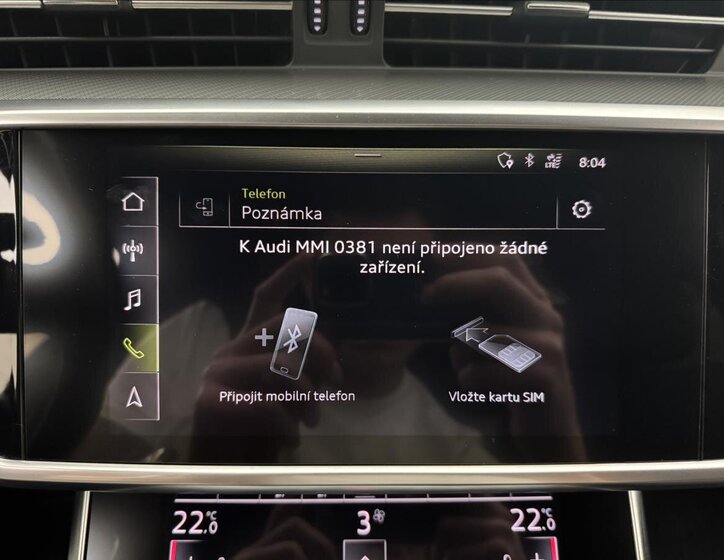 LTE 8:04
Telefon
Poznámka
K Audi MMI 0381 není připojeno žádné
zařízení.
Připojit mobilní telefon
Vložte kartu SIM
22.0 °C 3 22.0 °C